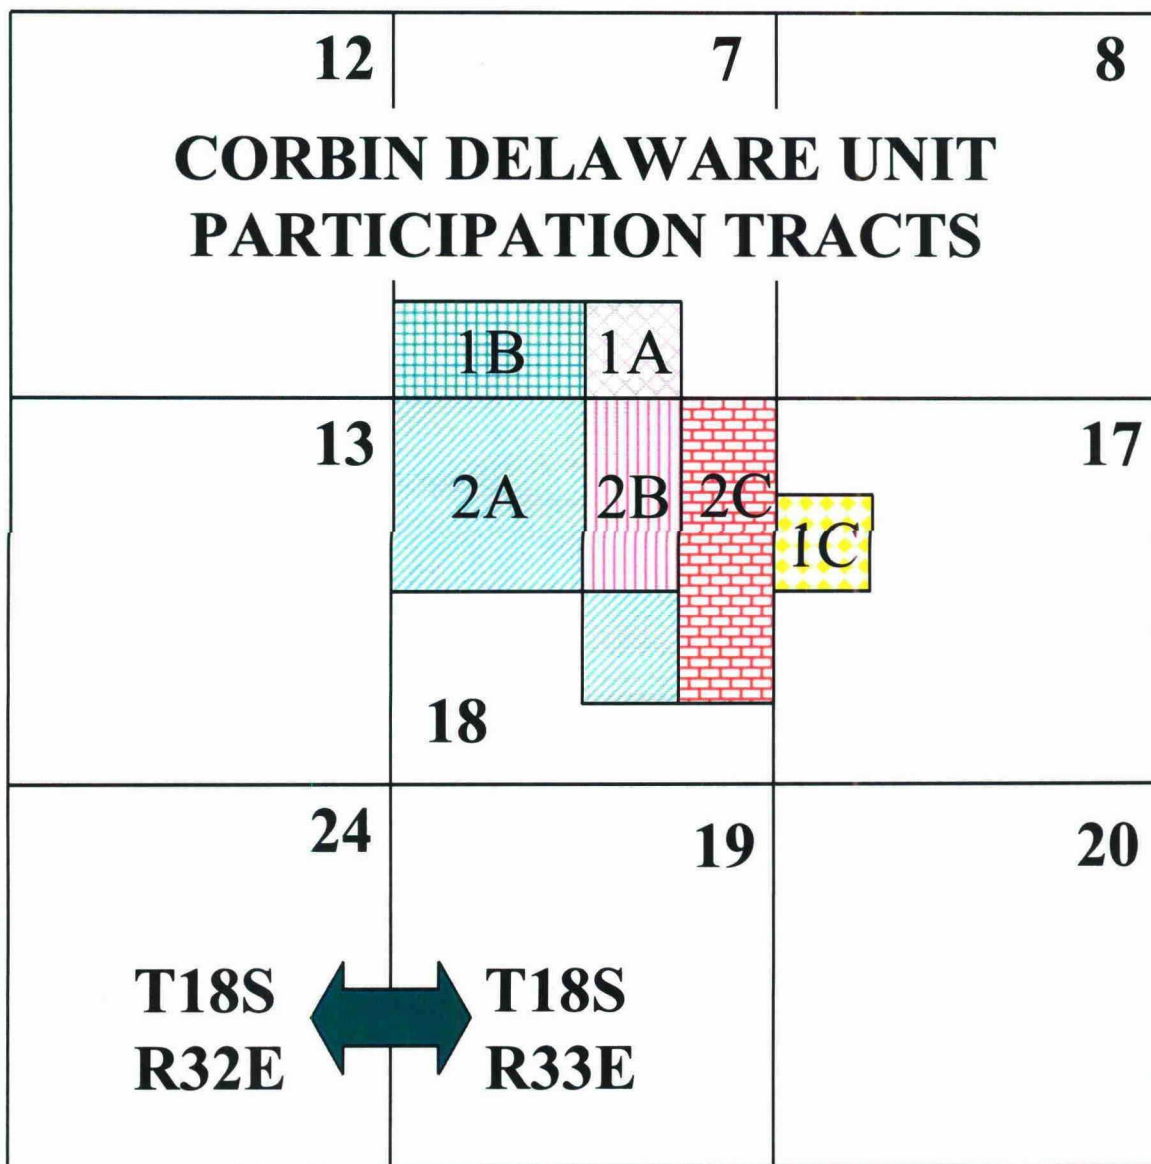 12
7
8
CORBIN DELAWARE UNIT
PARTICIPATION TRACTS
1B
1A
13
17
2A
2B
2C
1C
18
24
19
20
T18S
R32E
T18S
R33E